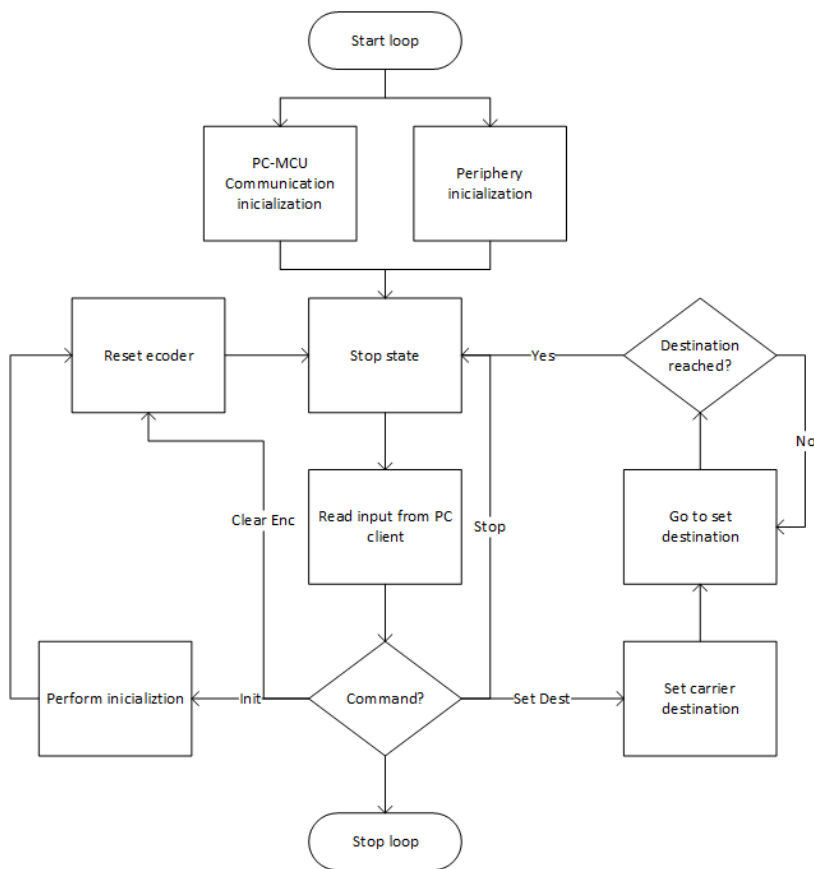 Start loop
PC-MCU
Communication
inicialization
Periphery
inicialization
Reset ecoder
Stop state
Yes
Destination
reached?
No
Clear Enc
Read input from PC
client
Stop
Go to set
destination
Perform inicializtion
Init
Command?
Set Dest
Set carrier
destination
Stop loop